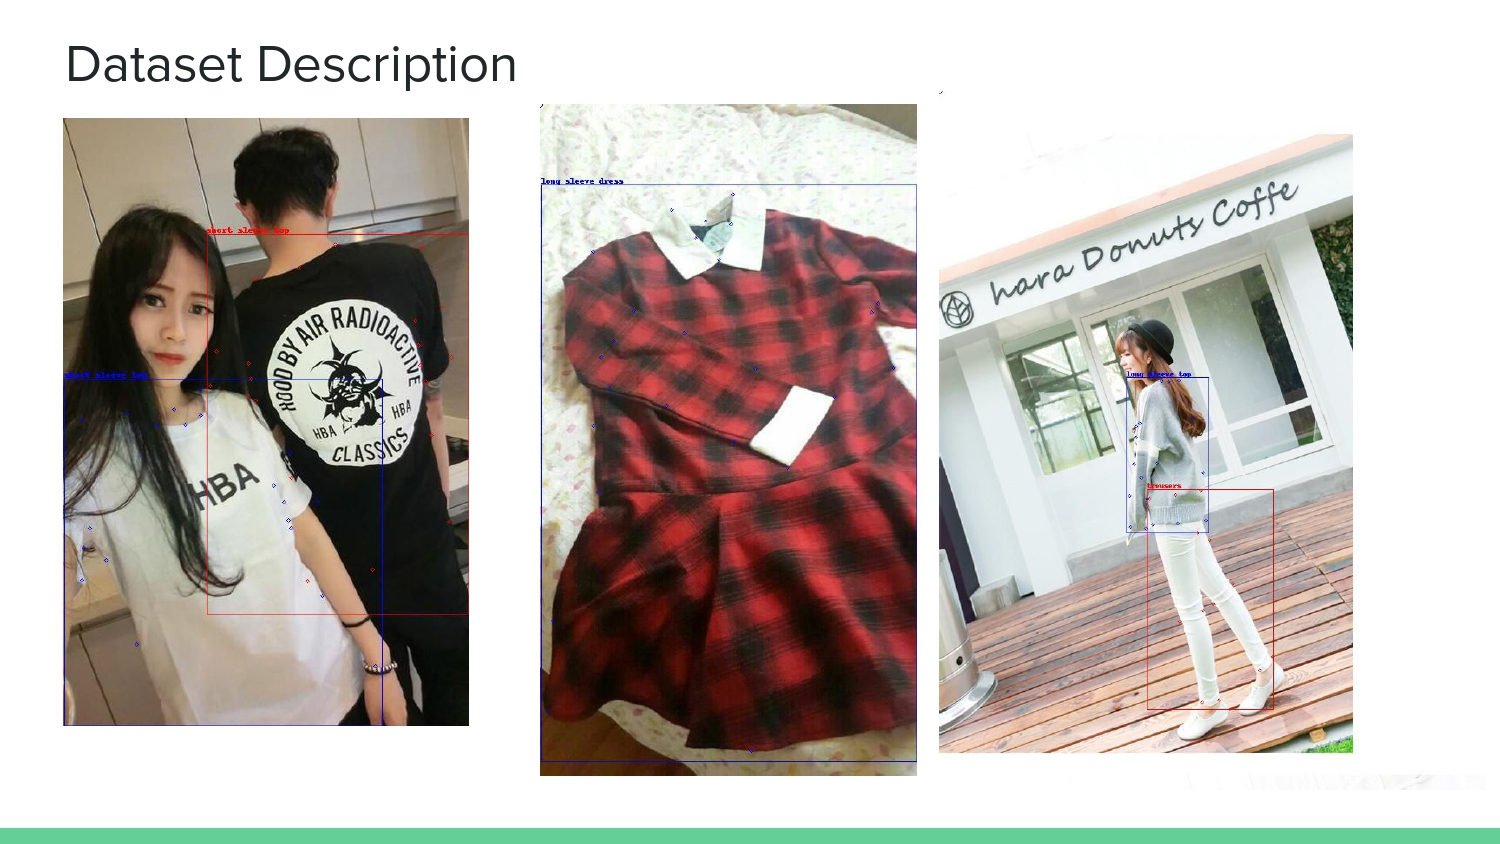 Dataset Description
short sleeve top
HOOD BY AIR RADIOACTIVE
HBA
HBA
CLASSICS
short sleeve top
HBA
long sleeve dress
hara Donuts Coffe
long sleeve top
trousers